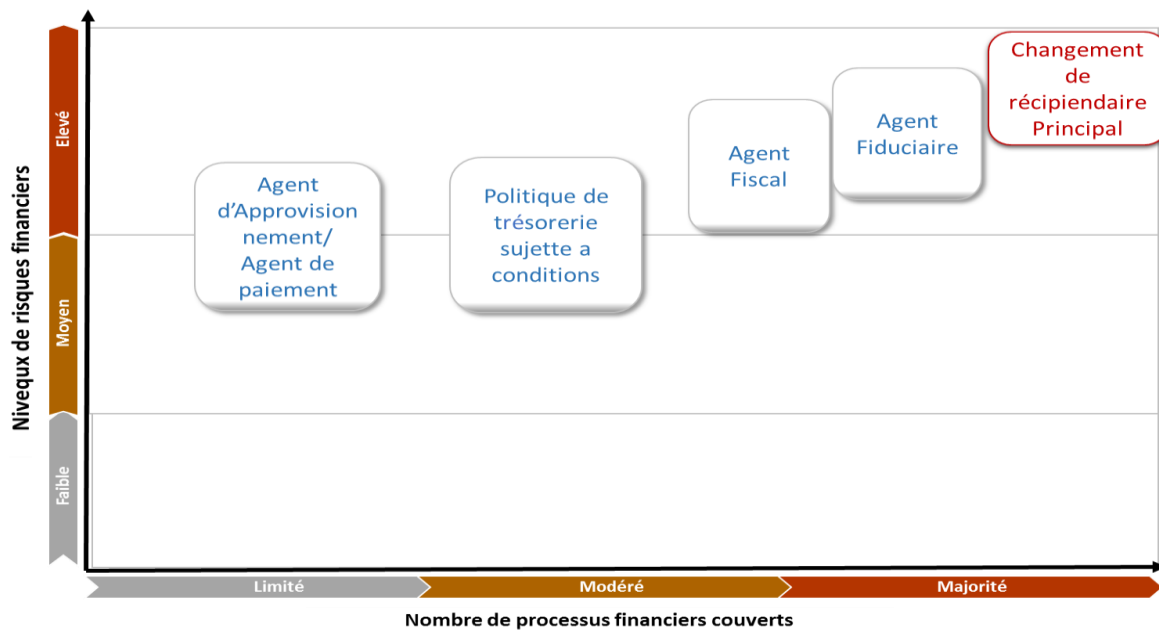 Nivequx de risques financiers
Elevé
Moyen
Faible
Agent
d’Approvision
nement/
Agent de
paiement
Politique de
trésorerie
sujette a
conditions
Agent
Fiscal
Agent
Fiduciaire
Changement
de
récipiendaire
Principal
Limité
Modéré
Majorité
Nombre de processus financiers couverts